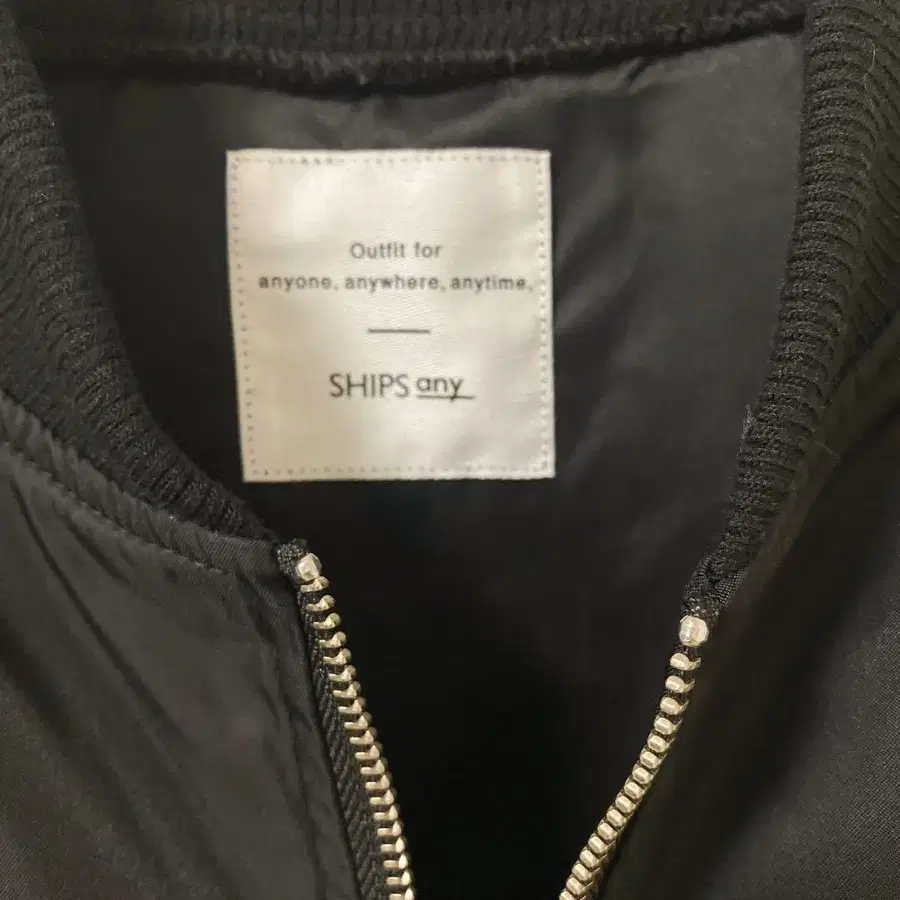 Outfit for
anyone, anywhere, anytime.
SHIPS any